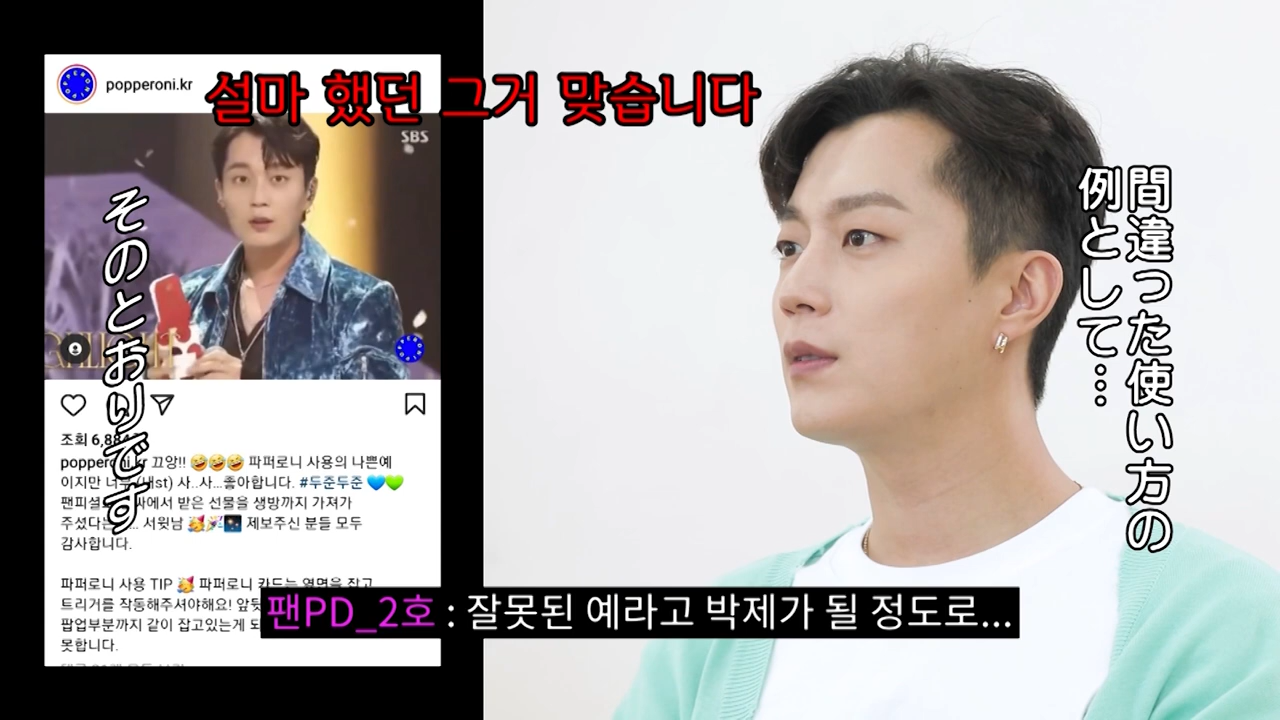 popperoni.kr
설마 했던 그거 맞습니다
SBS
そのとおりです
間違った使い方の
例として…
조회 6,88
popperoni.kr 끄앙!! 🤣🤣🤣 파퍼로니 사용의 나쁜예
이지만 너무 st) 사..사...좋아합니다. #두준두준 💙💚
팬피셜 싸에서 받은 선물을 생방까지 가져가
주셨다는 서윗남 🥳🎉🎆 제보주신 분들 모두
감사합니다.
파퍼로니 사용 TIP 🥳 파퍼로니 카드는 옆면을 잡고
트리거를 작동해주셔야해요! 앞뒷
팝업부분까지 같이 잡고있는게 되
못합니다.
팬PD_2호 : 잘못된 예라고 박제가 될 정도로...